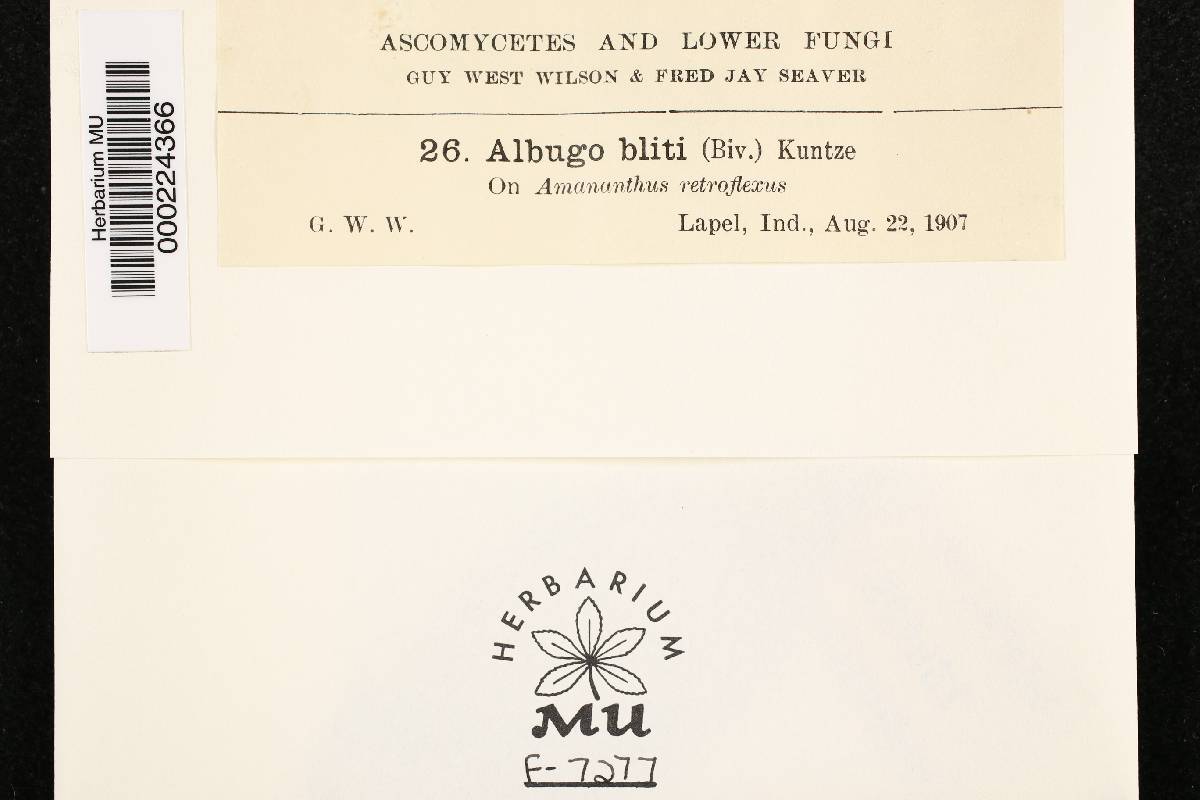 ASCOMYCETES AND LOWER FUNGI
GUY WEST WILSON & FRED JAY SEAVER
26. Albugo bliti (Biv.) Kuntze
On Amananthus retroflexus
G. W. W. Lapel, Ind., Aug. 22, 1907
Herbarium MU
000224366
HERBARIUM
MU
F-7277